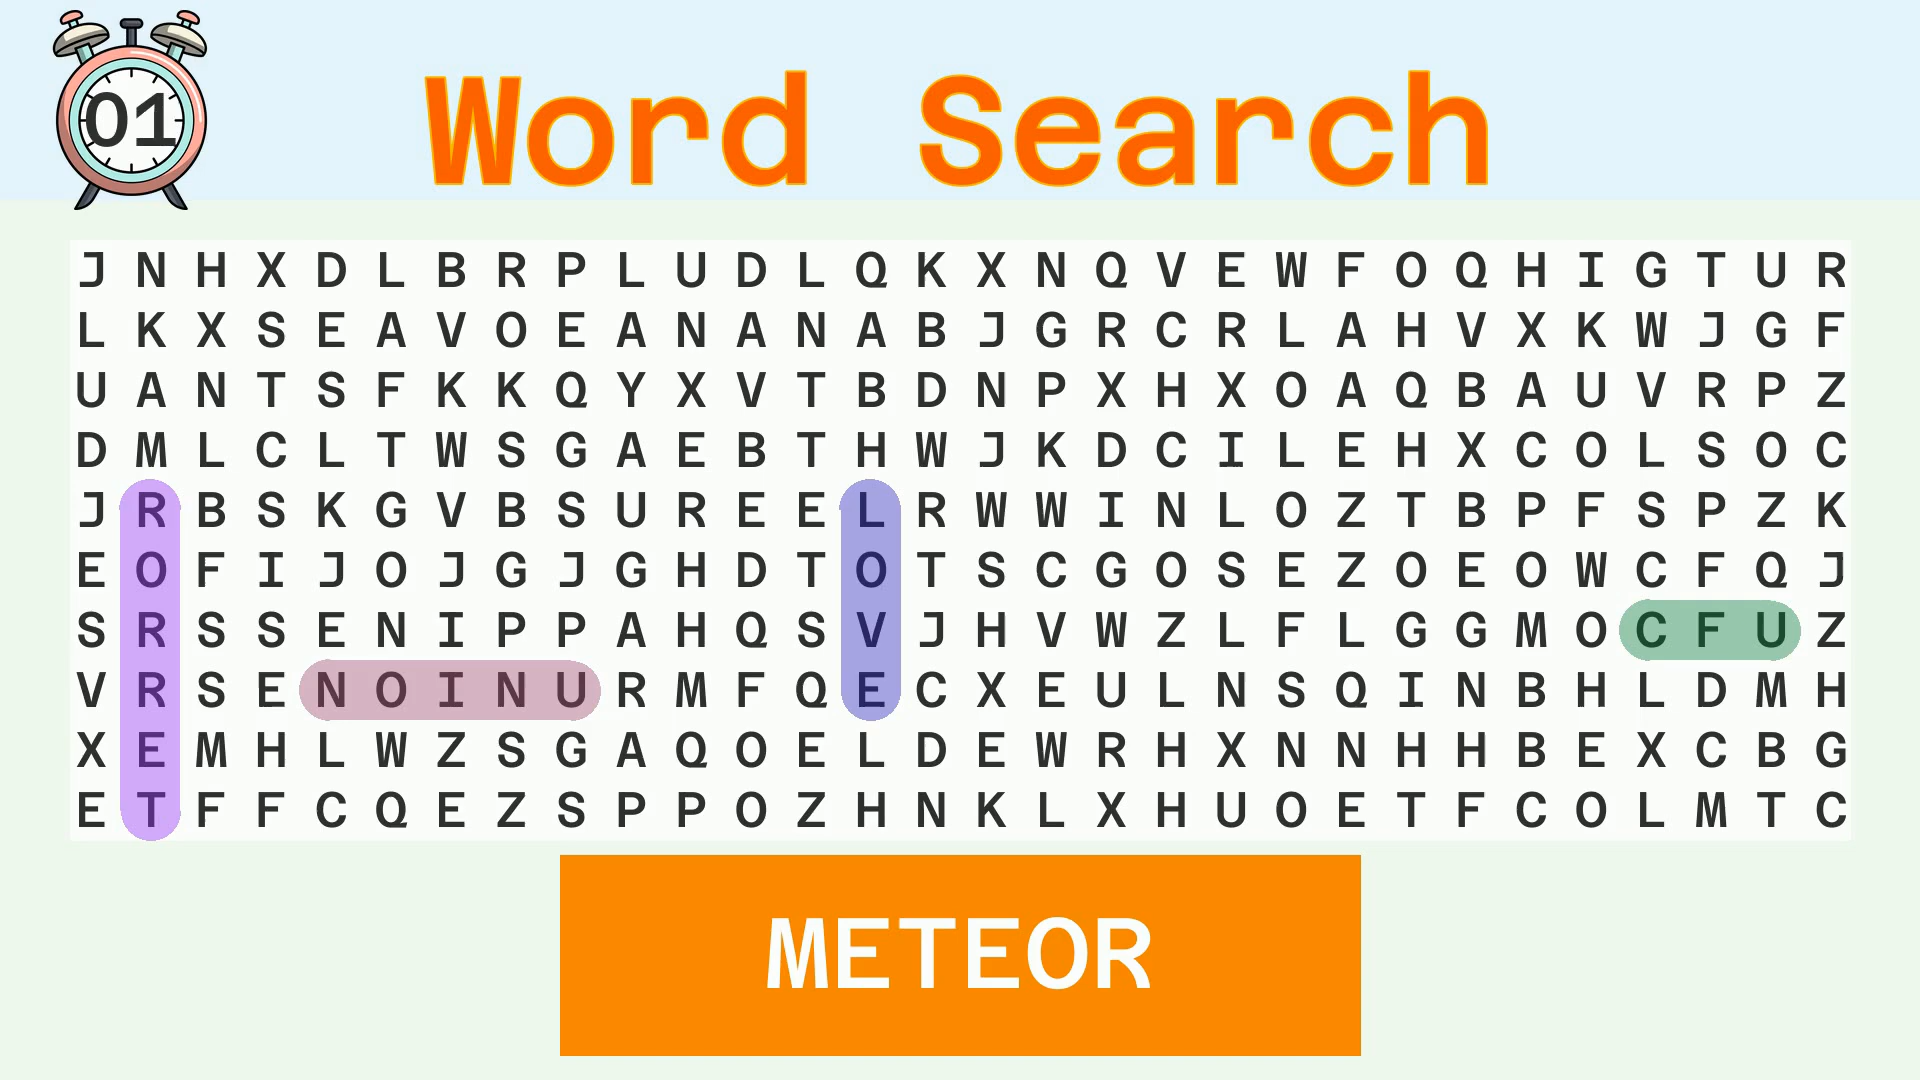 01
Word Search
J N H X D L B R P L U D L Q K X N Q V E W F O Q H I G T U R
L K X S E A V O E A N A N A B J G R C R L A H V X K W J G F
U A N T S F K K Q Y X V T B D N P X H X O A Q B A U V R P Z
D M L C L T W S G A E B T H W J K D C I L E H X C O L S O C
J R B S K G V B S U R E E L R W W I N L O Z T B P F S P Z K
E O F I J O J G J G H D T O T S C G O S E Z O E O W C F Q J
S R S S E N I P P A H Q S V J H V W Z L F L G G M O C F U Z
V R S E N O I N U R M F Q E C X E U L N S Q I N B H L D M H
X E M H L W Z S G A Q O E L D E W R H X N N H H B E X C B G
E T F F C Q E Z S P P O Z H N K L X H U O E T F C O L M T C
METEOR